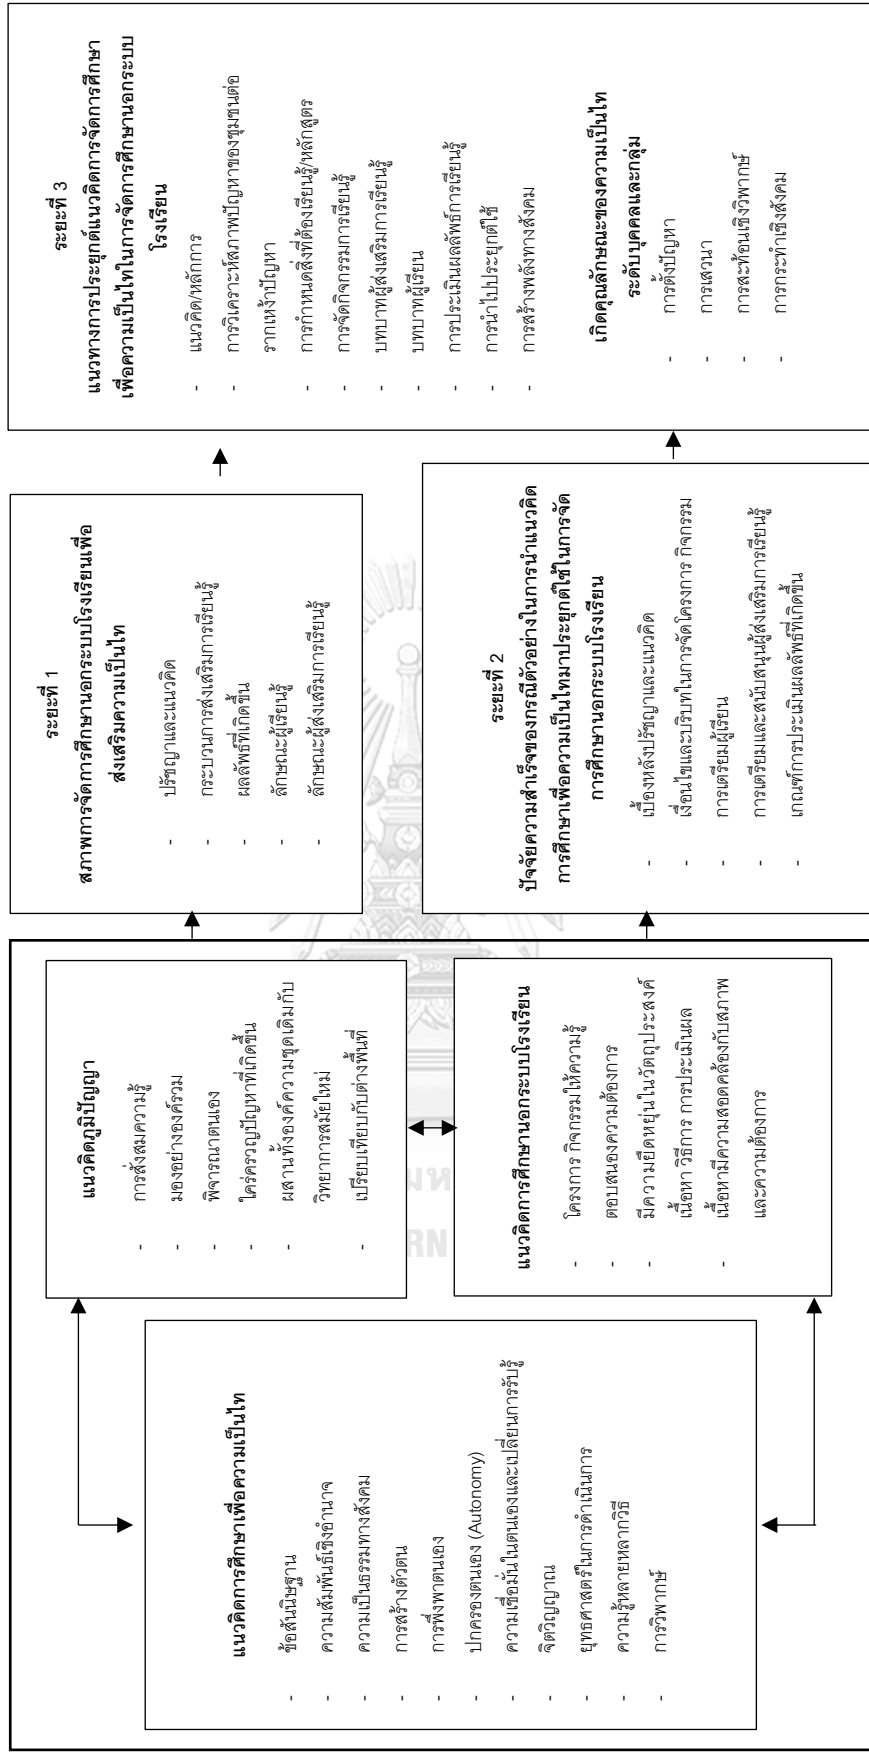 แนวคิดการศึกษาเพื่อความเป็นไท
- ข้อสันนิษฐาน
- ความสัมพันธ์เชิงอำนาจ
- ความเป็นธรรมทางสังคม
- การสร้างตัวตน
- การพึ่งพาตนเอง
- ปกครองตนเอง (Autonomy)
- ความเชื่อมั่นในตนเองและเปลี่ยนการรับรู้
- จิตวิญญาณ
- ยุทธศาสตร์ในการดำเนินการ
- ความรู้หลายหลากวิธี
- การวิพากษ์
แนวคิดภูมิปัญญา
- การสั่งสมความรู้
- มองอย่างองค์รวม
- พิจารณาตนเอง
- ใคร่ครวญปัญหาที่เกิดขึ้น
- ผสานทั้งองค์ความชุดเดิมกับ
วิทยาการสมัยใหม่
- เปรียบเทียบกับต่างพื้นที่
แนวคิดการศึกษานอกระบบโรงเรียน
- โครงการ กิจกรรมให้ความรู้
- ตอบสนองความต้องการ
- มีความยืดหยุ่นในวัตถุประสงค์
เนื้อหา วิธีการ การประเมินผล
- เนื้อหามีความสอดคล้องกับสภาพ
และความต้องการ
ระยะที่ 1
สภาพการจัดการศึกษานอกระบบโรงเรียนเพื่อ
ส่งเสริมความเป็นไท
- ปรัชญาและแนวคิด
- กระบวนการส่งเสริมการเรียนรู้
- ผลลัพธ์ที่เกิดขึ้น
- ลักษณะผู้เรียนรู้
- ลักษณะผู้ส่งเสริมการเรียนรู้
ระยะที่ 2
ปัจจัยความสำเร็จของกรณีตัวอย่างในการนำแนวคิด
การศึกษาเพื่อความเป็นไทมาประยุกต์ใช้ในการจัด
การศึกษานอกระบบโรงเรียน
- เบื้องหลังปรัชญาและแนวคิด
- เงื่อนไขและบริบทในการจัดโครงการ กิจกรรม
- การเตรียมผู้เรียน
- การเตรียมและสนับสนุนผู้ส่งเสริมการเรียนรู้
- เกณฑ์การประเมินผลลัพธ์ที่เกิดขึ้น
ระยะที่ 3
แนวทางการประยุกต์แนวคิดการจัดการศึกษา
เพื่อความเป็นไทในการจัดการศึกษานอกระบบ
โรงเรียน
- แนวคิด/หลักการ
- การวิเคราะห์สภาพปัญหาของชุมชนต่อ
รากเหง้าปัญหา
- การกำหนดสิ่งที่ต้องเรียนรู้/หลักสูตร
- การจัดกิจกรรมการเรียนรู้
- บทบาทผู้ส่งเสริมการเรียนรู้
- บทบาทผู้เรียน
- การประเมินผลลัพธ์การเรียนรู้
- การนำไปประยุกต์ใช้
- การสร้างพลังทางสังคม
เกิดคุณลักษณะของความเป็นไท
ระดับบุคคลและกลุ่ม
- การตั้งปัญหา
- การเสวนา
- การสะท้อนเชิงวิพากษ์
- การกระทำเชิงสังคม